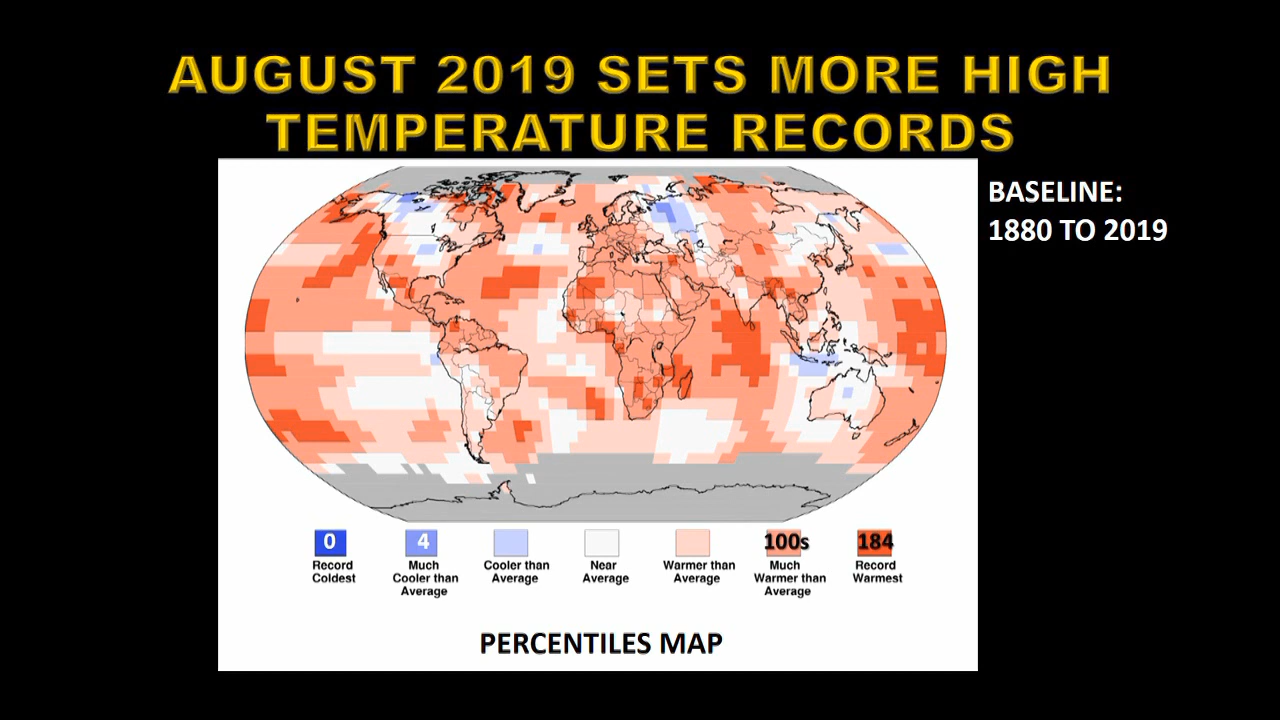 AUGUST 2019 SETS MORE HIGH
TEMPERATURE RECORDS
BASELINE:
1880 TO 2019
0
4
100s
184
Record
Coldest
Much
Cooler than
Average
Cooler than
Average
Near
Average
Warmer than
Average
Much
Warmer than
Average
Record
Warmest
PERCENTILES MAP